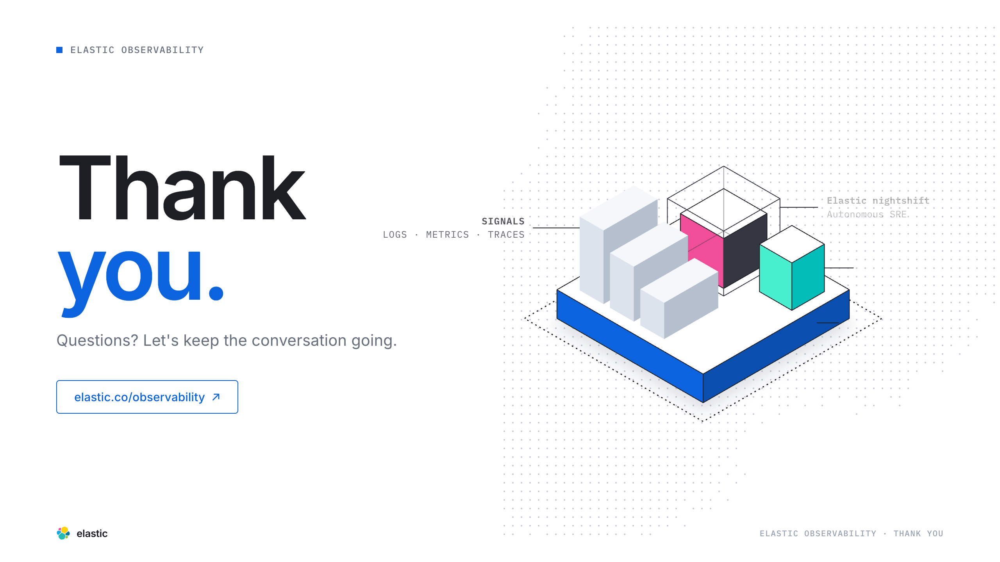 ELASTIC OBSERVABILITY
Thank
you.
Questions? Let's keep the conversation going.
elastic.co/observability ↗
SIGNALS
LOGS · METRICS · TRACES
Elastic nightshift
Autonomous SRE
elastic
ELASTIC OBSERVABILITY · THANK YOU